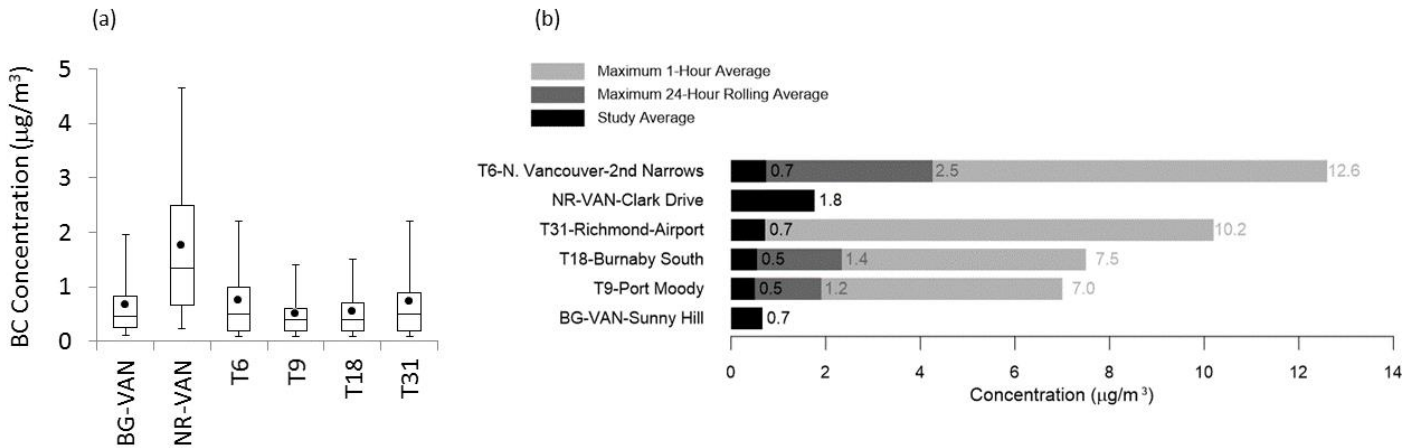 (a)
BC Concentration (µg/m³)
5
4
3
2
1
0
BG-VAN
NR-VAN
T6
T9
T18
T31
(b)
Maximum 1-Hour Average
Maximum 24-Hour Rolling Average
Study Average
T6-N. Vancouver-2nd Narrows 0.7 2.5 12.6
NR-VAN-Clark Drive 1.8
T31-Richmond-Airport 0.7 10.2
T18-Burnaby South 0.5 1.4 7.5
T9-Port Moody 0.5 1.2 7.0
BG-VAN-Sunny Hill 0.7
0 2 4 6 8 10 12 14
Concentration (µg/m³)